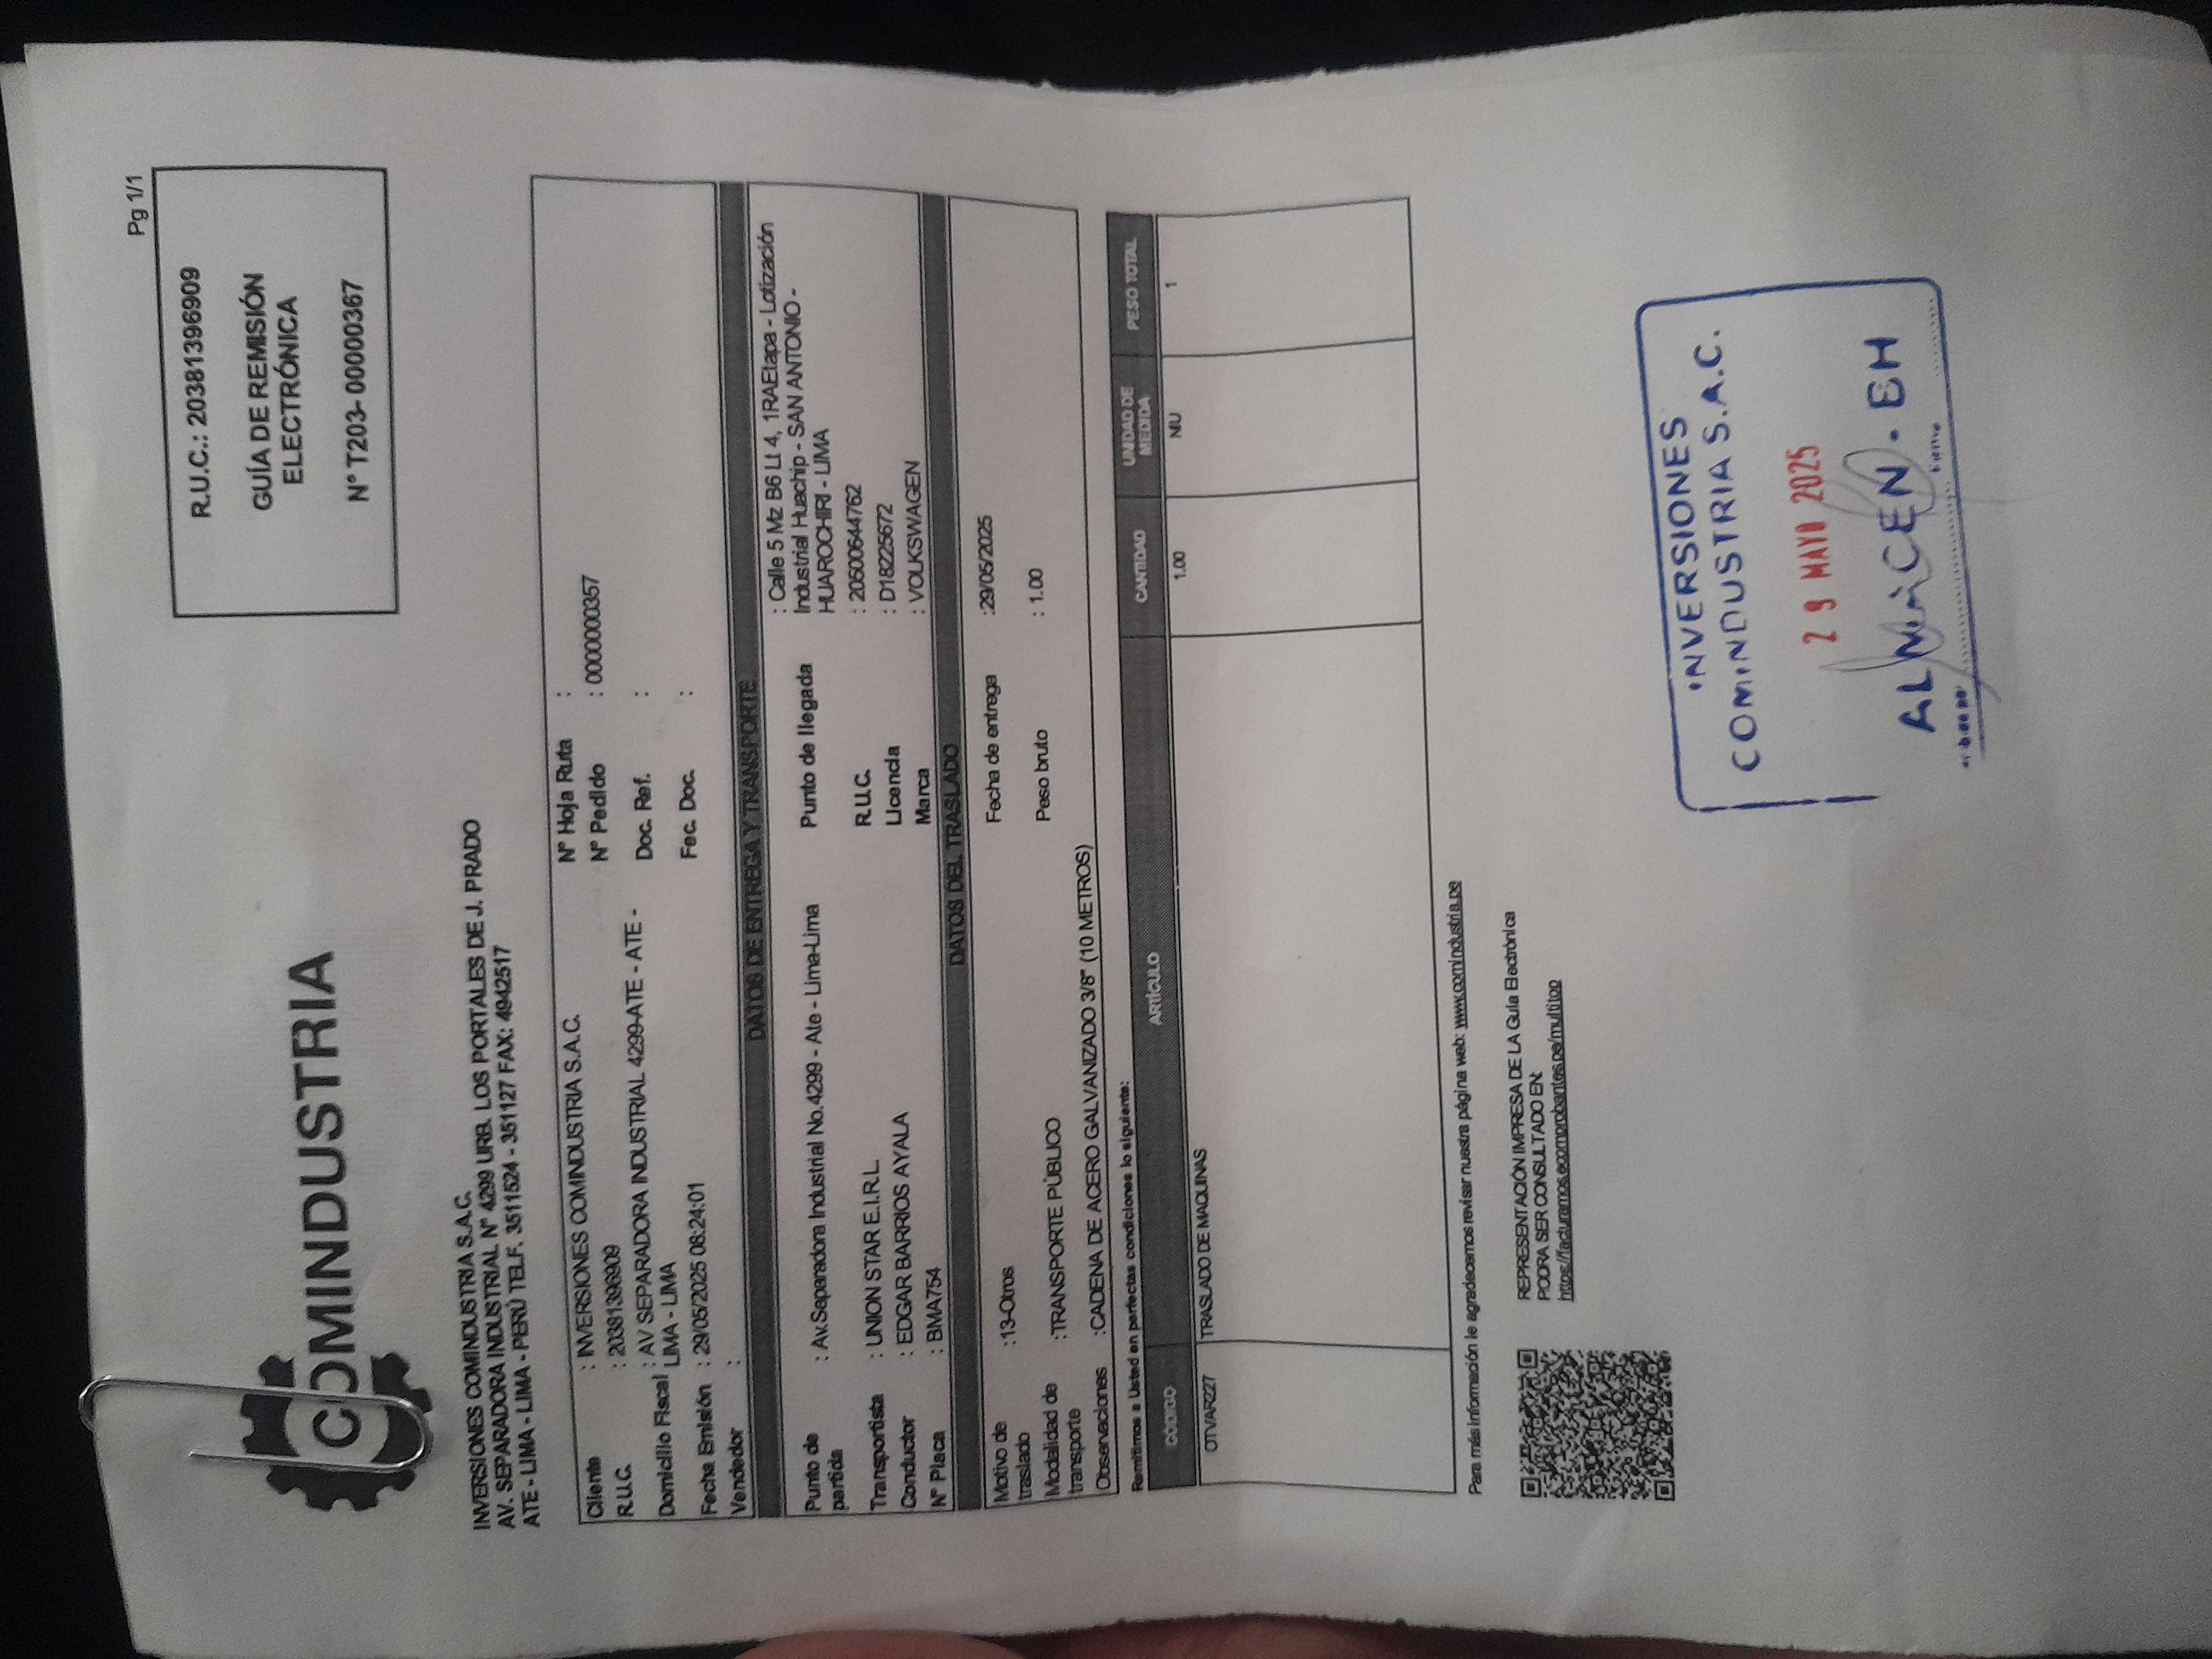 Pg 1/1
COMINDUSTRIA
R.U.C.: 20381396909
GUÍA DE REMISIÓN
ELECTRÓNICA
N° T203- 00000367
INVERSIONES COMINDUSTRIA S.A.C.
AV. SEPARADORA INDUSTRIAL N° 4299 URB. LOS PORTALES DE J. PRADO
ATE - LIMA - LIMA - PERÚ TELF. 3511524 - 351127 FAX: 4942517
Cliente : INVERSIONES COMINDUSTRIA S.A.C. N° Hoja Ruta :
R.U.C. : 20381396909 N° Pedido : 0000000357
Domicilio Fiscal : AV SEPARADORA INDUSTRIAL 4299-ATE - ATE - Doc. Ref. :
LIMA - LIMA
Fecha Emisión : 29/05/2025 08:24:01 Fec. Doc. :
Vendedor :
DATOS DE ENTREGA Y TRANSPORTE
Punto de partida : Av.Saparadora Industrial No.4299 - Ate - Lima-Lima Punto de llegada : Calle 5 Mz B6 Lt 4, 1RAEtapa - Lotización
Industrial Huachip - SAN ANTONIO -
HUAROCHIRI - LIMA
Transportista : UNION STAR E.I.R.L. R.U.C. : 20500644762
Conductor : EDGAR BARRIOS AYALA Licencia : D18225672
N° Placa : BMA754 Marca : VOLKSWAGEN
DATOS DEL TRASLADO
Motivo de traslado :13-Otros Fecha de entrega :29/05/2025
Modalidad de transporte :TRANSPORTE PÚBLICO Peso bruto : 1.00
Observaciones :CADENA DE ACERO GALVANIZADO 3/8" (10 METROS)
Remitimos a Usted en perfectas condiciones lo siguiente:
CODIGO ARTÍCULO CANTIDAD UNIDAD DE MEDIDA PESO TOTAL
OTVAR227 TRASLADO DE MAQUINAS 1.00 NIU 1
Para más información le agradecemos revisar nuestra página web: www.comindustria.pe
REPRESENTACIÓN IMPRESA DE LA Guía Electrónica
PODRA SER CONSULTADO EN:
https://facturamos.ecomprobantes.pe/multitop
INVERSIONES
COMINDUSTRIA S.A.C.
29 MAYO 2025
ALMACEN. BH